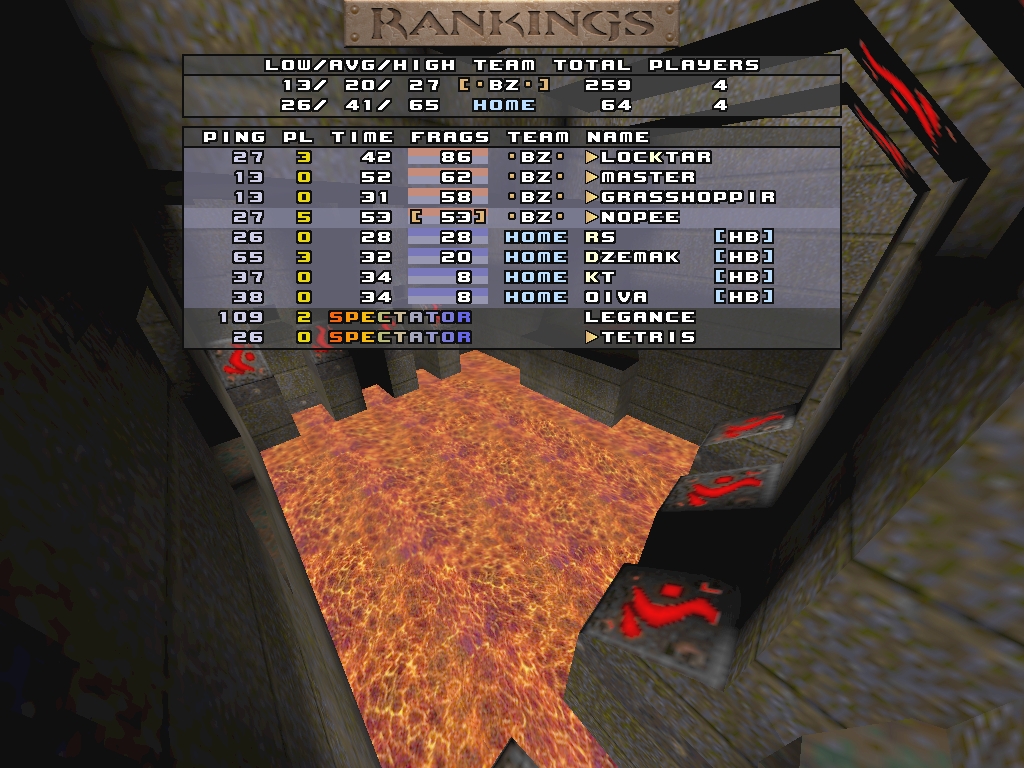 RANKINGS
LOW/AVG/HIGH TEAM TOTAL PLAYERS
13/ 20/ 27 [·BZ·] 259 4
26/ 41/ 65 HOME 64 4
PING PL TIME FRAGS TEAM NAME
27 3 42 86 ·BZ· ▶LOCKTAR
13 0 52 62 ·BZ· ▶MASTER
13 0 31 58 ·BZ· ▶GRASSHOPPIR
27 5 53 [ 53] ·BZ· ▶NOPEE
26 0 28 28 HOME RS [HB]
65 3 32 20 HOME DZEMAK [HB]
37 0 34 8 HOME KT [HB]
38 0 34 8 HOME OIVA [HB]
109 2 SPECTATOR LEGANCE
26 0 SPECTATOR ▶TETRIS